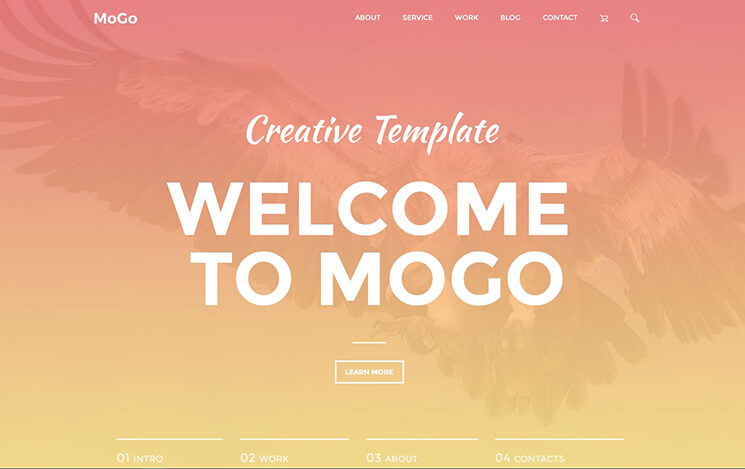 MoGo
ABOUT SERVICE WORK BLOG CONTACT
Creative Template
WELCOME
TO MOGO
LEARN MORE
01 INTRO 02 WORK 03 ABOUT 04 CONTACTS